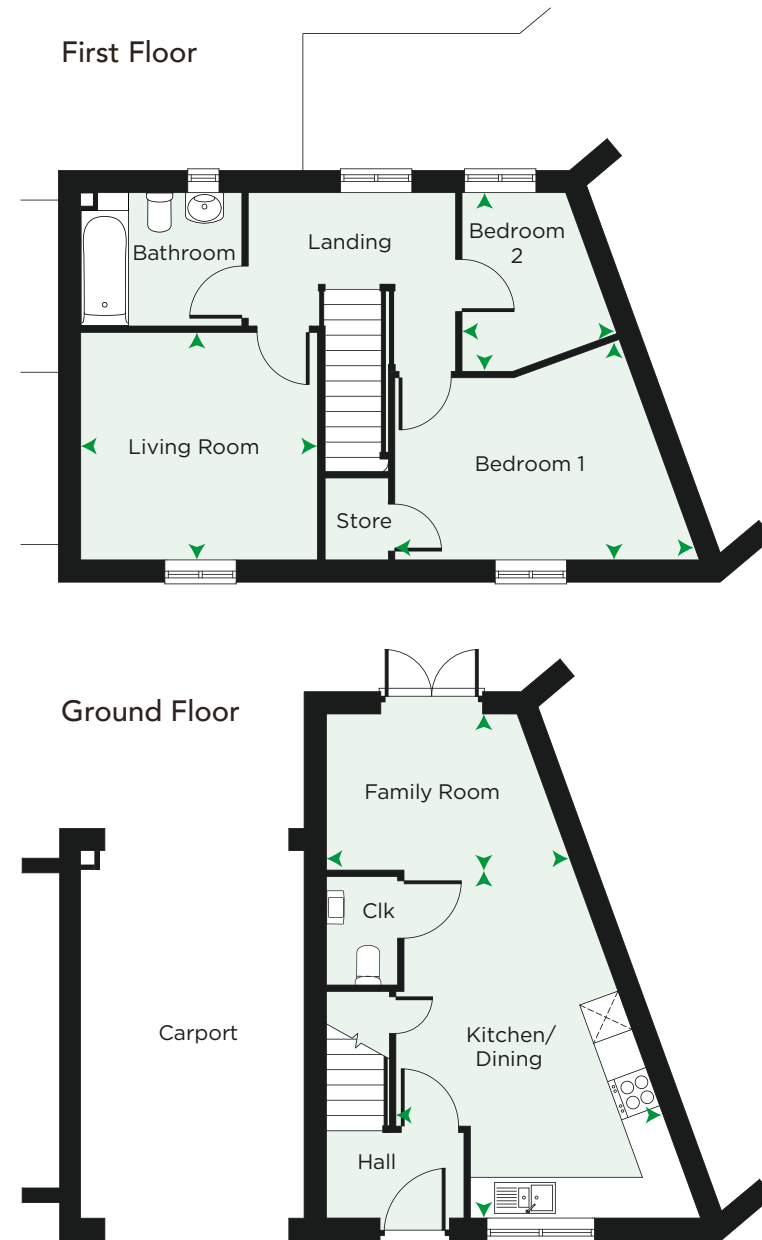 First Floor
Bathroom
Landing
Bedroom
2
Living Room
Bedroom 1
Store
Ground Floor
Family Room
Clk
Carport
Kitchen/
Dining
Hall